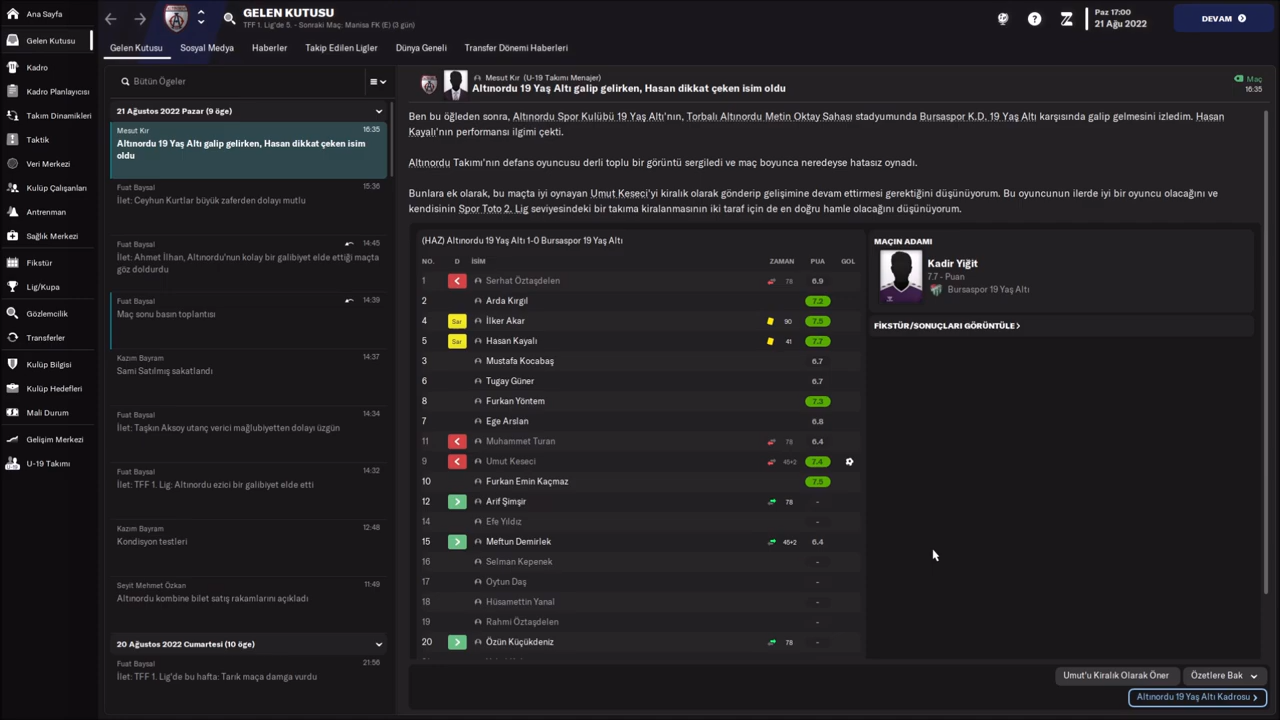 Ana Sayfa
Gelen Kutusu
Kadro
Kadro Planlayıcısı
Takım Dinamikleri
Taktik
Veri Merkezi
Kulüp Çalışanları
Antrenman
Sağlık Merkezi
Fikstür
Lig/Kupa
Gözlemcilik
Transferler
Kulüp Bilgisi
Kulüp Hedefleri
Mali Durum
Gelişim Merkezi
U-19 Takımı
GELEN KUTUSU
TFF 1. Lig'de 5. - Sonraki Maç: Manisa FK (E) (3 gün)
Paz 17:00
21 Ağu 2022
DEVAM
Gelen Kutusu
Sosyal Medya
Haberler
Takip Edilen Ligler
Dünya Geneli
Transfer Dönemi Haberleri
Bütün Ögeler
21 Ağustos 2022 Pazar (9 öge)
Mesut Kır 16:35
Altınordu 19 Yaş Altı galip gelirken, Hasan dikkat çeken isim
oldu
Fuat Baysal 15:36
İlet: Ceyhun Kurtlar büyük zaferden dolayı mutlu
Fuat Baysal 14:45
İlet: Ahmet İlhan, Altınordu'nun kolay bir galibiyet elde ettiği maçta
göz doldurdu
Fuat Baysal 14:39
Maç sonu basın toplantısı
Kazım Bayram 14:37
Sami Satılmış sakatlandı
Fuat Baysal 14:34
İlet: Taşkın Aksoy utanç verici mağlubiyetten dolayı üzgün
Fuat Baysal 14:32
İlet: TFF 1. Lig: Altınordu ezici bir galibiyet elde etti
Kazım Bayram 12:48
Kondisyon testleri
Seyit Mehmet Özkan 11:49
Altınordu kombine bilet satış rakamlarını açıkladı
20 Ağustos 2022 Cumartesi (10 öge)
Fuat Baysal 21:56
İlet: TFF 1. Lig'de bu hafta: Tarık maça damga vurdu
Mesut Kır (U-19 Takımı Menajer)
Altınordu 19 Yaş Altı galip gelirken, Hasan dikkat çeken isim oldu
Maç
16:35
Ben bu öğleden sonra, Altınordu Spor Kulübü 19 Yaş Altı'nın, Torbalı Altınordu Metin Oktay Sahası stadyumunda Bursaspor K.D. 19 Yaş Altı karşısında galip gelmesini izledim. Hasan
Kayalı'nın performansı ilgimi çekti.
Altınordu Takımı'nın defans oyuncusu derli toplu bir görüntü sergiledi ve maç boyunca neredeyse hatasız oynadı.
Bunlara ek olarak, bu maçta iyi oynayan Umut Keseci'yi kiralık olarak gönderip gelişimine devam ettirmesi gerektiğini düşünüyorum. Bu oyuncunun ilerde iyi bir oyuncu olacağını ve
kendisinin Spor Toto 2. Lig seviyesindeki bir takıma kiralanmasının iki taraf için de en doğru hamle olacağını düşünüyorum.
(HAZ) Altınordu 19 Yaş Altı 1-0 Bursaspor 19 Yaş Altı
NO. D İSİM ZAMAN PUA GOL
1 Serhat Öztaşdelen 78 6.9
2 Arda Kırgıl 7.2
4 Sar İlker Akar 90 7.5
5 Sar Hasan Kayalı 41 7.7
3 Mustafa Kocabaş 6.7
6 Tugay Güner 6.7
8 Furkan Yöntem 7.3
7 Ege Arslan 6.8
11 Muhammet Turan 78 6.4
9 Umut Keseci 45+2 7.4
10 Furkan Emin Kaçmaz 7.5
12 Arif Şimşir 78 -
14 Efe Yıldız -
15 Meftun Demirlek 45+2 6.4
16 Selman Kepenek -
17 Oytun Daş -
18 Hüsamettin Yanal -
19 Rahmi Öztaşdelen -
20 Özün Küçükdeniz 78 -
MAÇIN ADAMI
Kadir Yiğit
7.7 - Puan
Bursaspor 19 Yaş Altı
FİKSTÜR/SONUÇLARI GÖRÜNTÜLE >
Umut'u Kiralık Olarak Öner
Özetlere Bak
Altınordu 19 Yaş Altı Kadrosu >